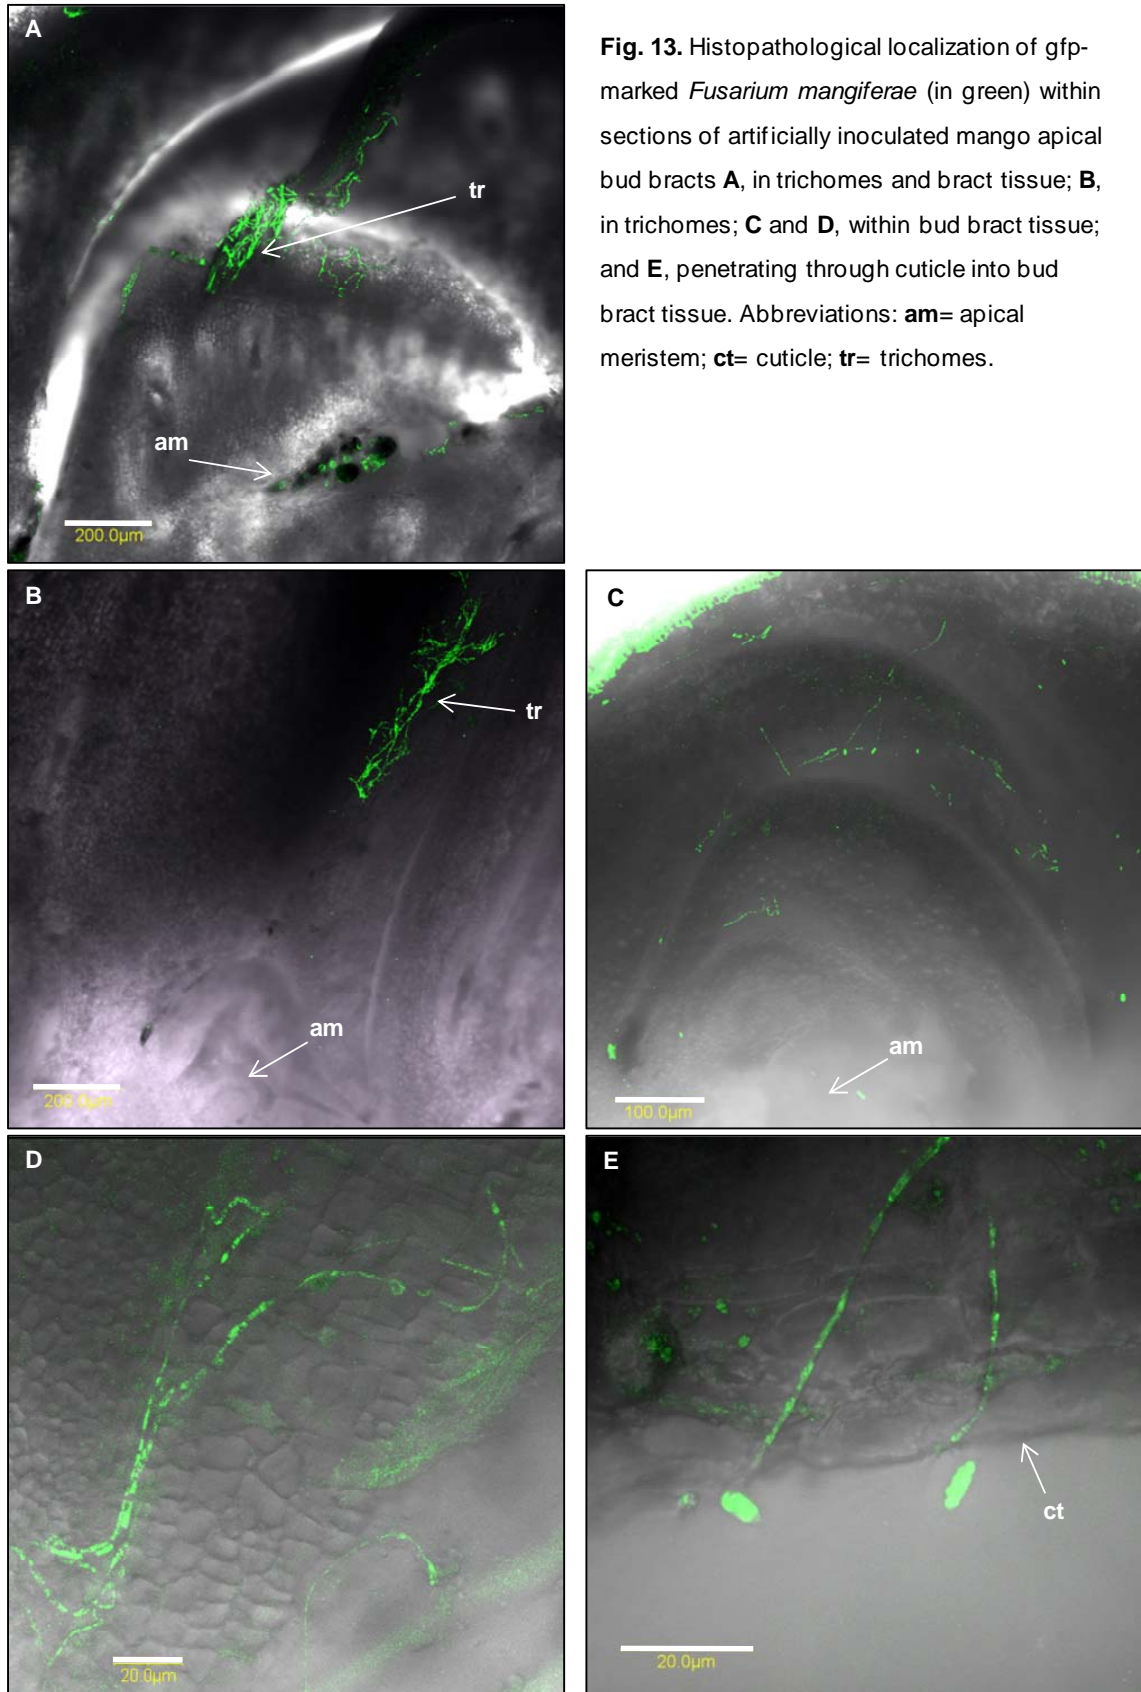 A
Fig. 13. Histopathological localization of gfp-
marked Fusarium mangiferae (in green) within
sections of artificially inoculated mango apical
bud bracts A, in trichomes and bract tissue; B,
in trichomes; C and D, within bud bract tissue;
and E, penetrating through cuticle into bud
bract tissue. Abbreviations: am= apical
meristem; ct= cuticle; tr= trichomes.
tr
am
200.0µm
B
tr
am
200.0µm
C
am
100.0µm
D
20.0µm
E
ct
20.0µm